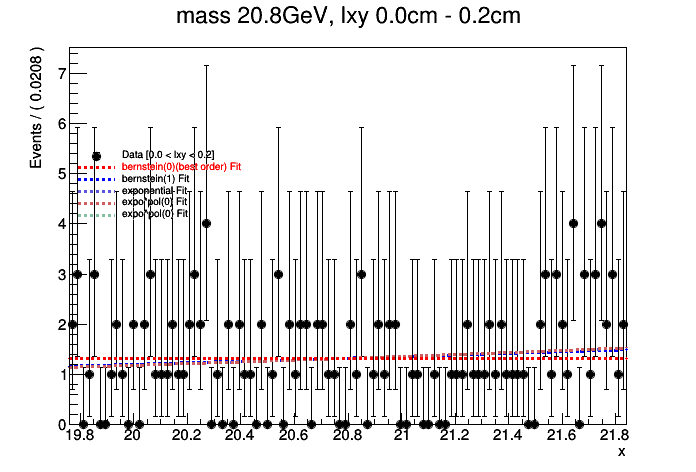 mass 20.8GeV, lxy 0.0cm - 0.2cm
Events / ( 0.0208 )
7
6
5
4
3
2
1
0
Data [0.0 < lxy < 0.2]
bernstein(0)(best order) Fit
bernstein(1) Fit
exponential Fit
expo*pol(0) Fit
expo*pol(0) Fit
19.8 20 20.2 20.4 20.6 20.8 21 21.2 21.4 21.6 21.8
x